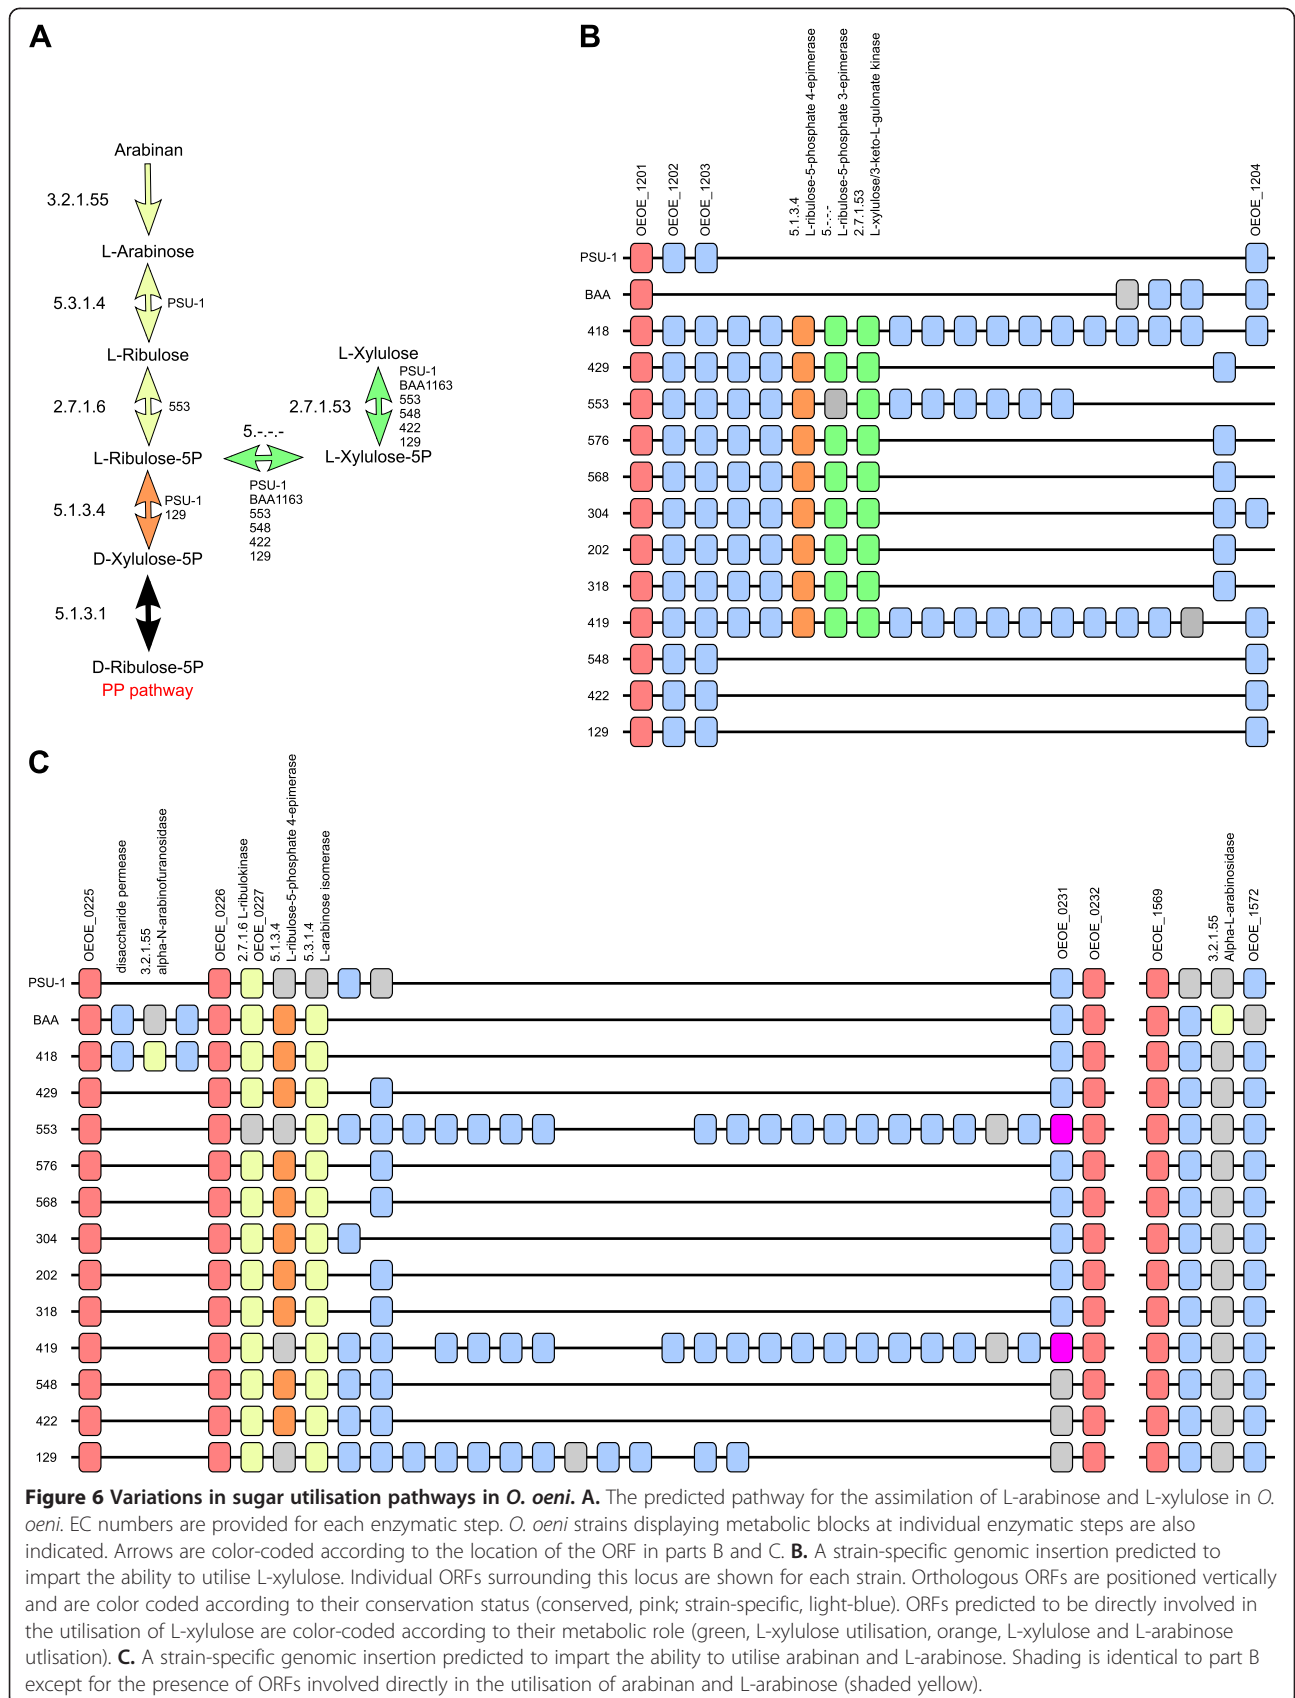 A
Arabinan
3.2.1.55
L-Arabinose
5.3.1.4
PSU-1
L-Ribulose
2.7.1.6
553
L-Ribulose-5P
5.1.3.4
PSU-1
129
D-Xylulose-5P
5.1.3.1
D-Ribulose-5P
PP pathway
5.-.-.-
PSU-1
BAA1163
553
548
422
129
L-Xylulose
2.7.1.53
PSU-1
BAA1163
553
548
422
129
L-Xylulose-5P
B
OEOE_1201
OEOE_1202
OEOE_1203
5.1.3.4
L-ribulose-5-phosphate 4-epimerase
5.-.-.-
L-ribulose-5-phosphate 3-epimerase
2.7.1.53
L-xylulose/3-keto-L-gulonate kinase
OEOE_1204
PSU-1
BAA
418
429
553
576
568
304
202
318
419
548
422
129
C
OEOE_0225
disaccharide permease
3.2.1.55
alpha-N-arabinofuranosidase
OEOE_0226
2.7.1.6 L-ribulokinase
OEOE_0227
5.1.3.4
L-ribulose-5-phosphate 4-epimerase
5.3.1.4
L-arabinose isomerase
OEOE_0231
OEOE_0232
OEOE_1569
3.2.1.55
Alpha-L-arabinosidase
OEOE_1572
PSU-1
BAA
418
429
553
576
568
304
202
318
419
548
422
129
Figure 6 Variations in sugar utilisation pathways in O. oeni. A. The predicted pathway for the assimilation of L-arabinose and L-xylulose in O.
oeni. EC numbers are provided for each enzymatic step. O. oeni strains displaying metabolic blocks at individual enzymatic steps are also
indicated. Arrows are color-coded according to the location of the ORF in parts B and C. B. A strain-specific genomic insertion predicted to
impart the ability to utilise L-xylulose. Individual ORFs surrounding this locus are shown for each strain. Orthologous ORFs are positioned vertically
and are color coded according to their conservation status (conserved, pink; strain-specific, light-blue). ORFs predicted to be directly involved in
the utilisation of L-xylulose are color-coded according to their metabolic role (green, L-xylulose utilisation, orange, L-xylulose and L-arabinose
utlisation). C. A strain-specific genomic insertion predicted to impart the ability to utilise arabinan and L-arabinose. Shading is identical to part B
except for the presence of ORFs involved directly in the utilisation of arabinan and L-arabinose (shaded yellow).